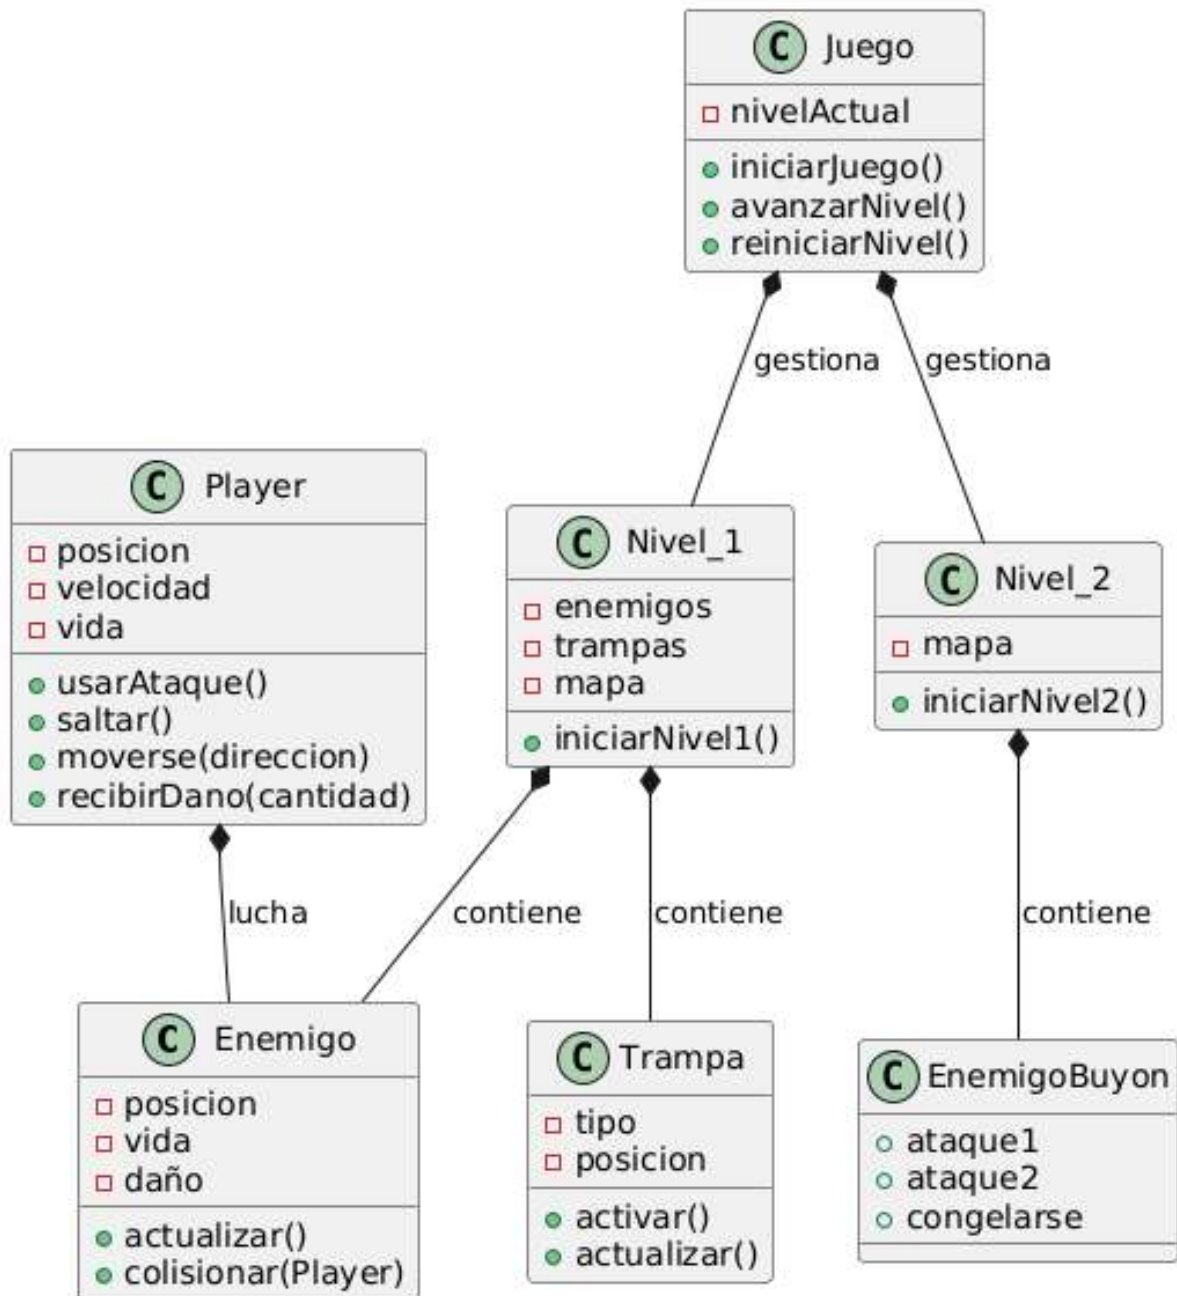 C Juego
nivelActual
iniciarJuego()
avanzarNivel()
reiniciarNivel()
gestiona
gestiona
C Player
posicion
velocidad
vida
usarAtaque()
saltar()
moverse(direccion)
recibirDano(cantidad)
C Nivel_1
enemigos
trampas
mapa
iniciarNivel1()
C Nivel_2
mapa
iniciarNivel2()
lucha
contiene
contiene
contiene
C Enemigo
posicion
vida
daño
actualizar()
colisionar(Player)
C Trampa
tipo
posicion
activar()
actualizar()
C EnemigoBuyon
ataque1
ataque2
congelarse